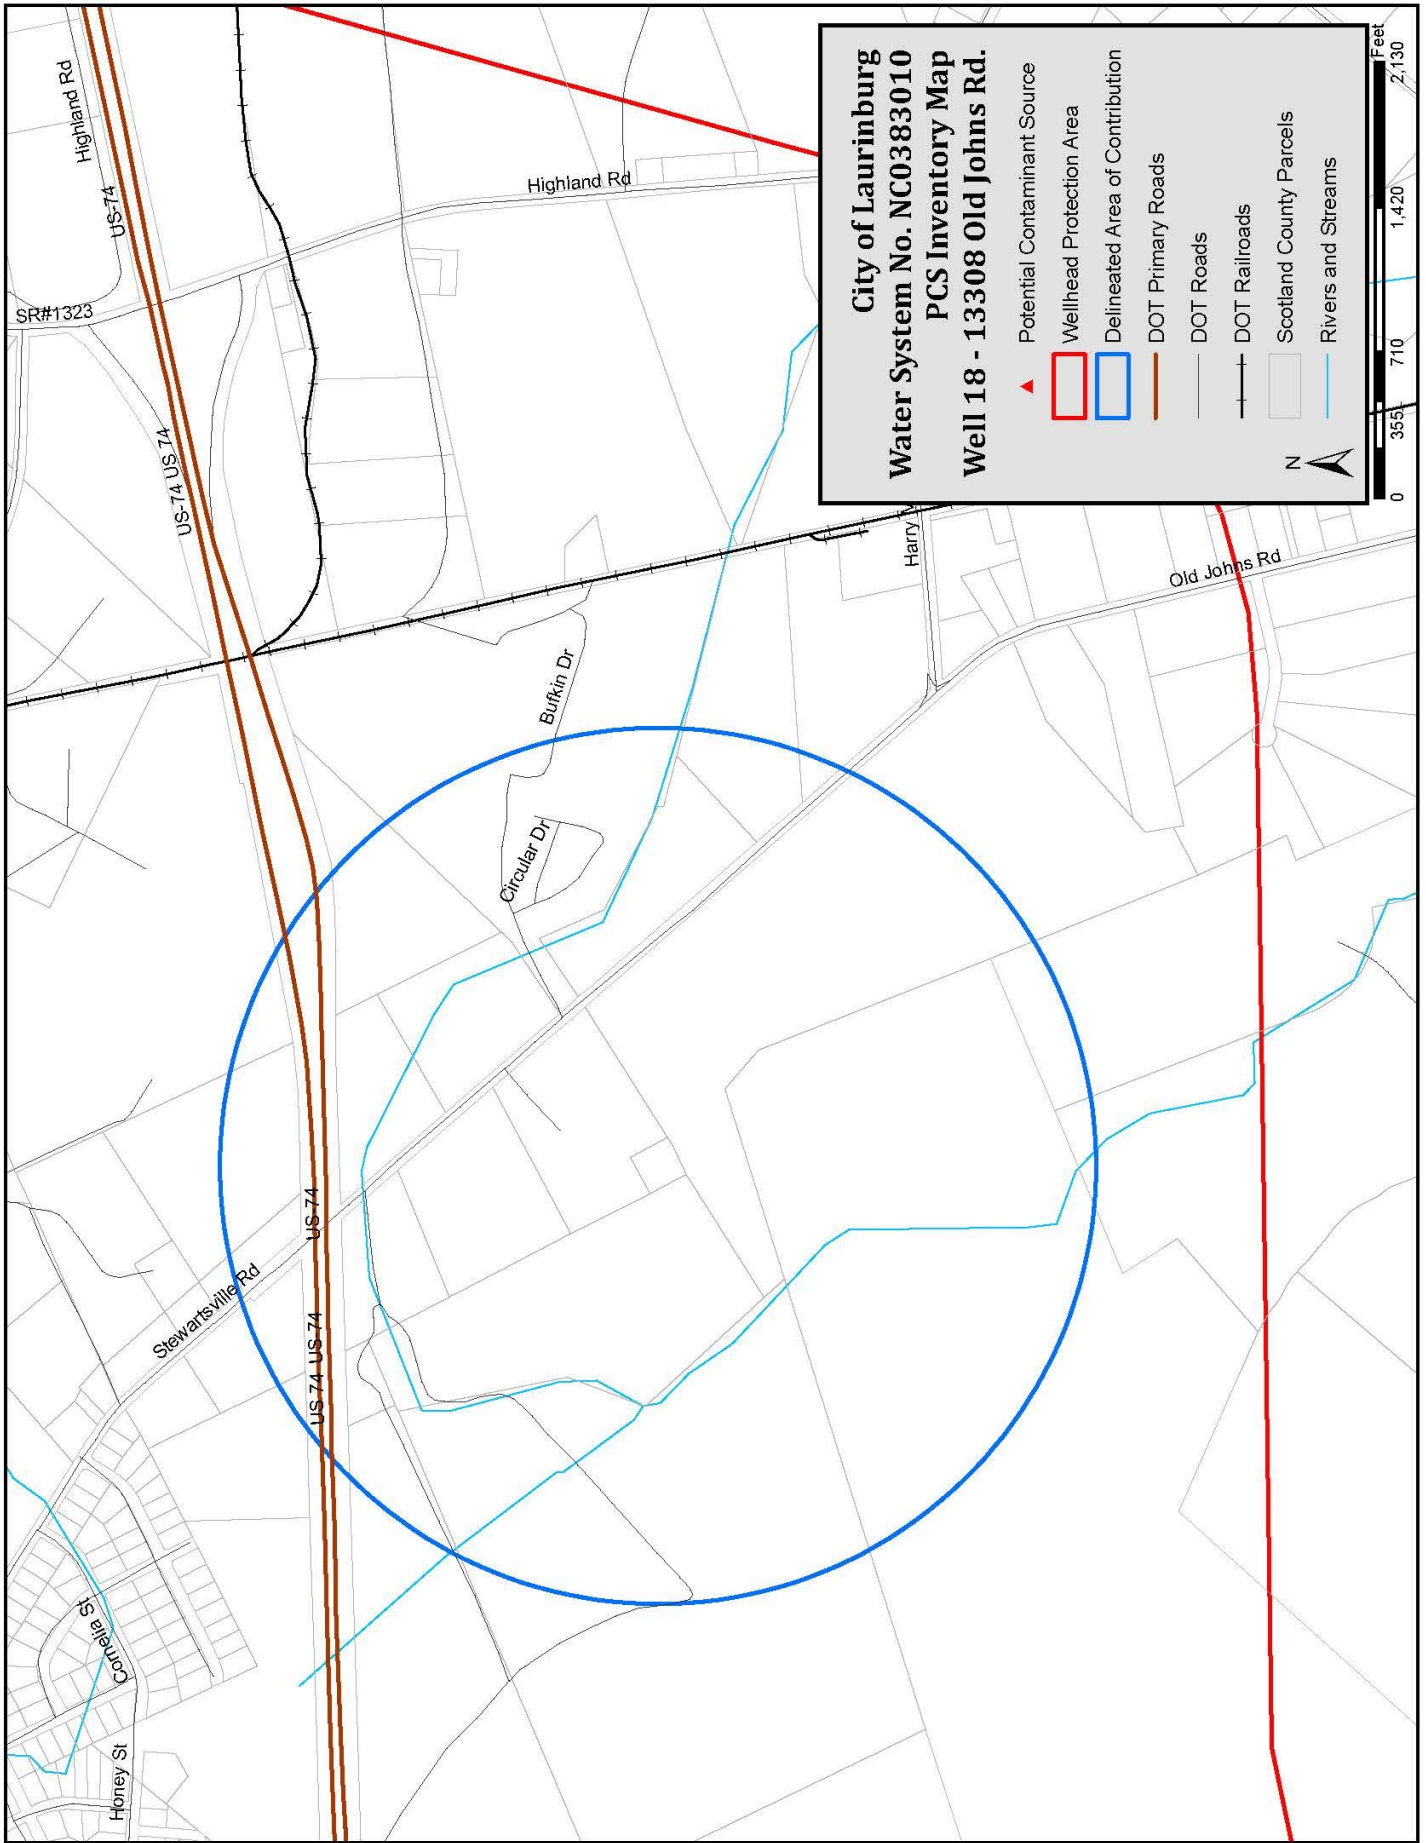 City of Laurinburg
Water System No. NC0383010
PCS Inventory Map
Well 18 - 13308 Old Johns Rd.
Potential Contaminant Source
Wellhead Protection Area
Delineated Area of Contribution
DOT Primary Roads
DOT Roads
DOT Railroads
Scotland County Parcels
Rivers and Streams
N
0 355 710 1,420 2,130
Feet
Honey St
Cornelia St
Stewartsville Rd
US-74 US-74
US-74
Circular Dr
Bufkin Dr
US-74 US 74
SR#1323
US-74
Highland Rd
Highland Rd
Harry
Old Johns Rd